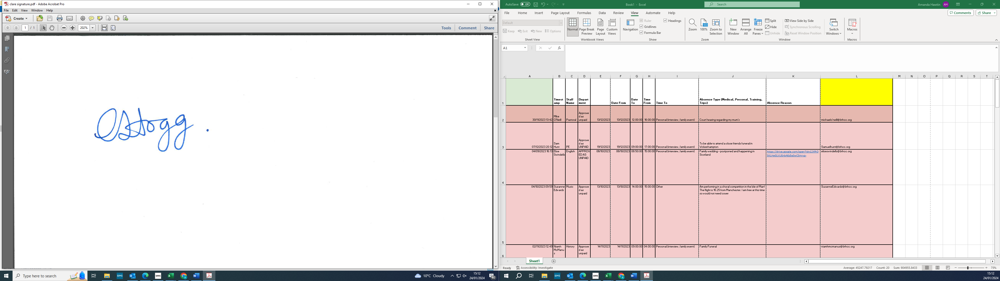 clare signature.pdf - Adobe Acrobat Pro
File Edit View Window Help
Create
1 / 1 202% Tools Comment Share
CSHogg .
AutoSave Off Book1 - Excel Search Amanda Hawtin AH
File Home Insert Page Layout Formulas Data Review View Automate Help Comments Share
Default
Keep Exit New Options
Sheet View
Normal Page Break Preview Page Layout Custom Views
Workbook Views
Navigation Ruler Gridlines Formula Bar Headings
Show
Zoom 100% Zoom to Selection
Zoom
New Window Arrange All Freeze Panes Split Hide Unhide
View Side by Side Synchronous Scrolling Reset Window Position
Switch Windows
Window
Macros
Macros
A1 fx
A B C D E F G H I J K L M N O P Q R S T
1 Timestamp Staff Name Department Date From Date To Time From Time To Absence Type (Medical, Personal, Training, Trips) Absence Reason
2 30/11/2023 13:42 Mike O'Neill Pastoral Approved as unpaid 13/12/2023 13/12/2023 12:00:00 16:00:00 Personal (interview, family event) Court hearing regarding my mum's michaelo'neill@bthcc.org
3 07/12/2023 20:12 Sam Hunt PE Approved as UNPAID 19/12/2023 19/12/2023 09:00:00 17:00:00 Personal (interview, family event) To be able to attend a close friends funeral in Wolverhampton Samuelhunt@bthcc.org
4 04/09/2023 16:13 Elise Swindells English APPROVED AS UNPAID 06/10/2023 06/10/2023 08:50:00 15:00:00 Personal (interview, family event) Family wedding - postponed and happening in Scotland eliseswindells@bthcc.org
5 04/10/2023 09:59 Suzanne Edwards Music Approved as unpaid 13/10/2023 13/10/2023 14:00:00 15:00:00 Other Am performing in a choral competition in the Isle of Man! The flight is 16.25 from Manchester. I am free at this time so would not need cover SuzanneEdwards@bthcc.org
6 02/11/2023 12:49 Niamh McManus History Approved as unpaid 14/11/2023 14/11/2023 09:00:00 04:00:00 Personal (interview, family event) Family Funeral niamhmcmanus@bthcc.org
Sheet1
Ready Accessibility: Investigate Average: 45247.79217 Count: 20 Sum: 904955.8433 75%
Type here to search SIMS SIMS 10°C Cloudy 15:12 24/01/2024 40
SIMS SIMS 15:12 24/01/2024